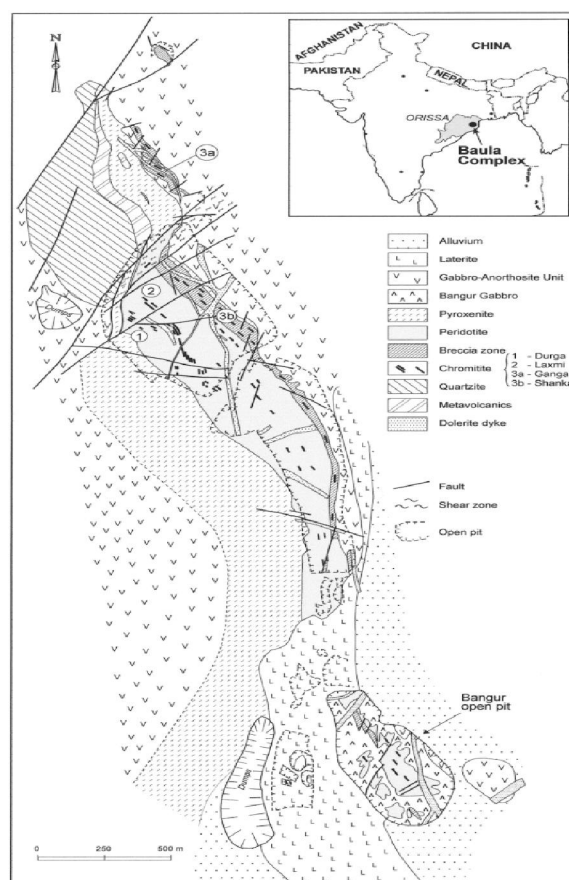 N
AFGHANISTAN
CHINA
PAKISTAN
NEPAL
ORISSA
Baula
Complex
3a
2
3b
1
Alluvium
Laterite
Gabbro-Anorthosite Unit
Bangur Gabbro
Pyroxenite
Peridotite
Breccia zone
Chromitite
1 - Durga
2 - Laxmi
3a - Ganga
3b - Shanka
Quartzite
Metavolcanics
Dolerite dyke
Fault
Shear zone
Open pit
Bangur
open pit
0 250 500 m